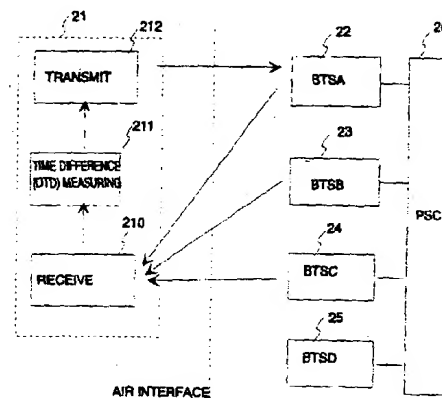 21
212
TRANSMIT
211
TIME DIFFERENCE
(OTD) MEASURING
210
RECEIVE
AIR INTERFACE
22
BTSA
23
BTSB
24
BTSC
25
BTSD
PSC